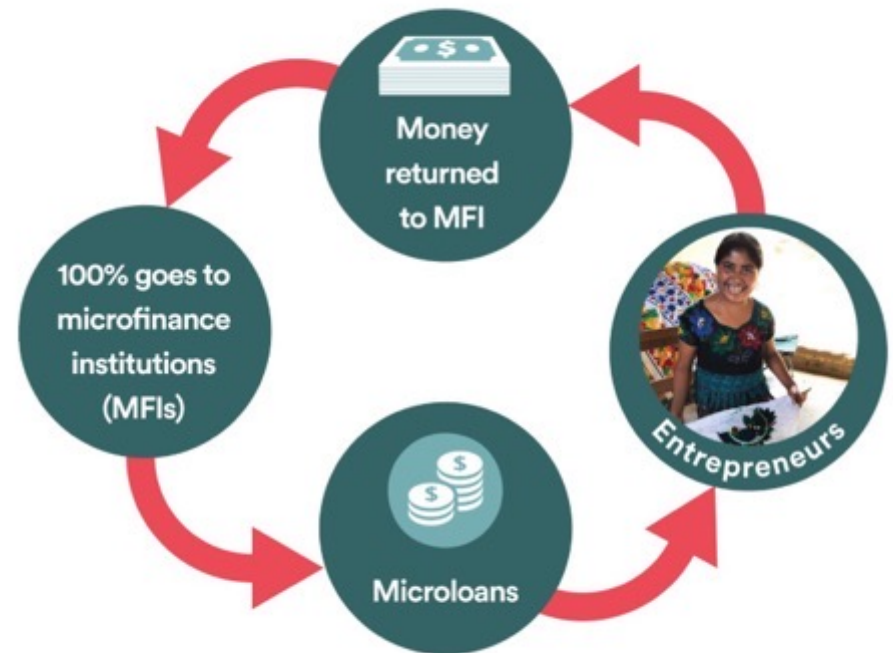 $
Money
returned
to MFI
100% goes to
microfinance
institutions
(MFIs)
Entrepreneurs
$
$
Microloans